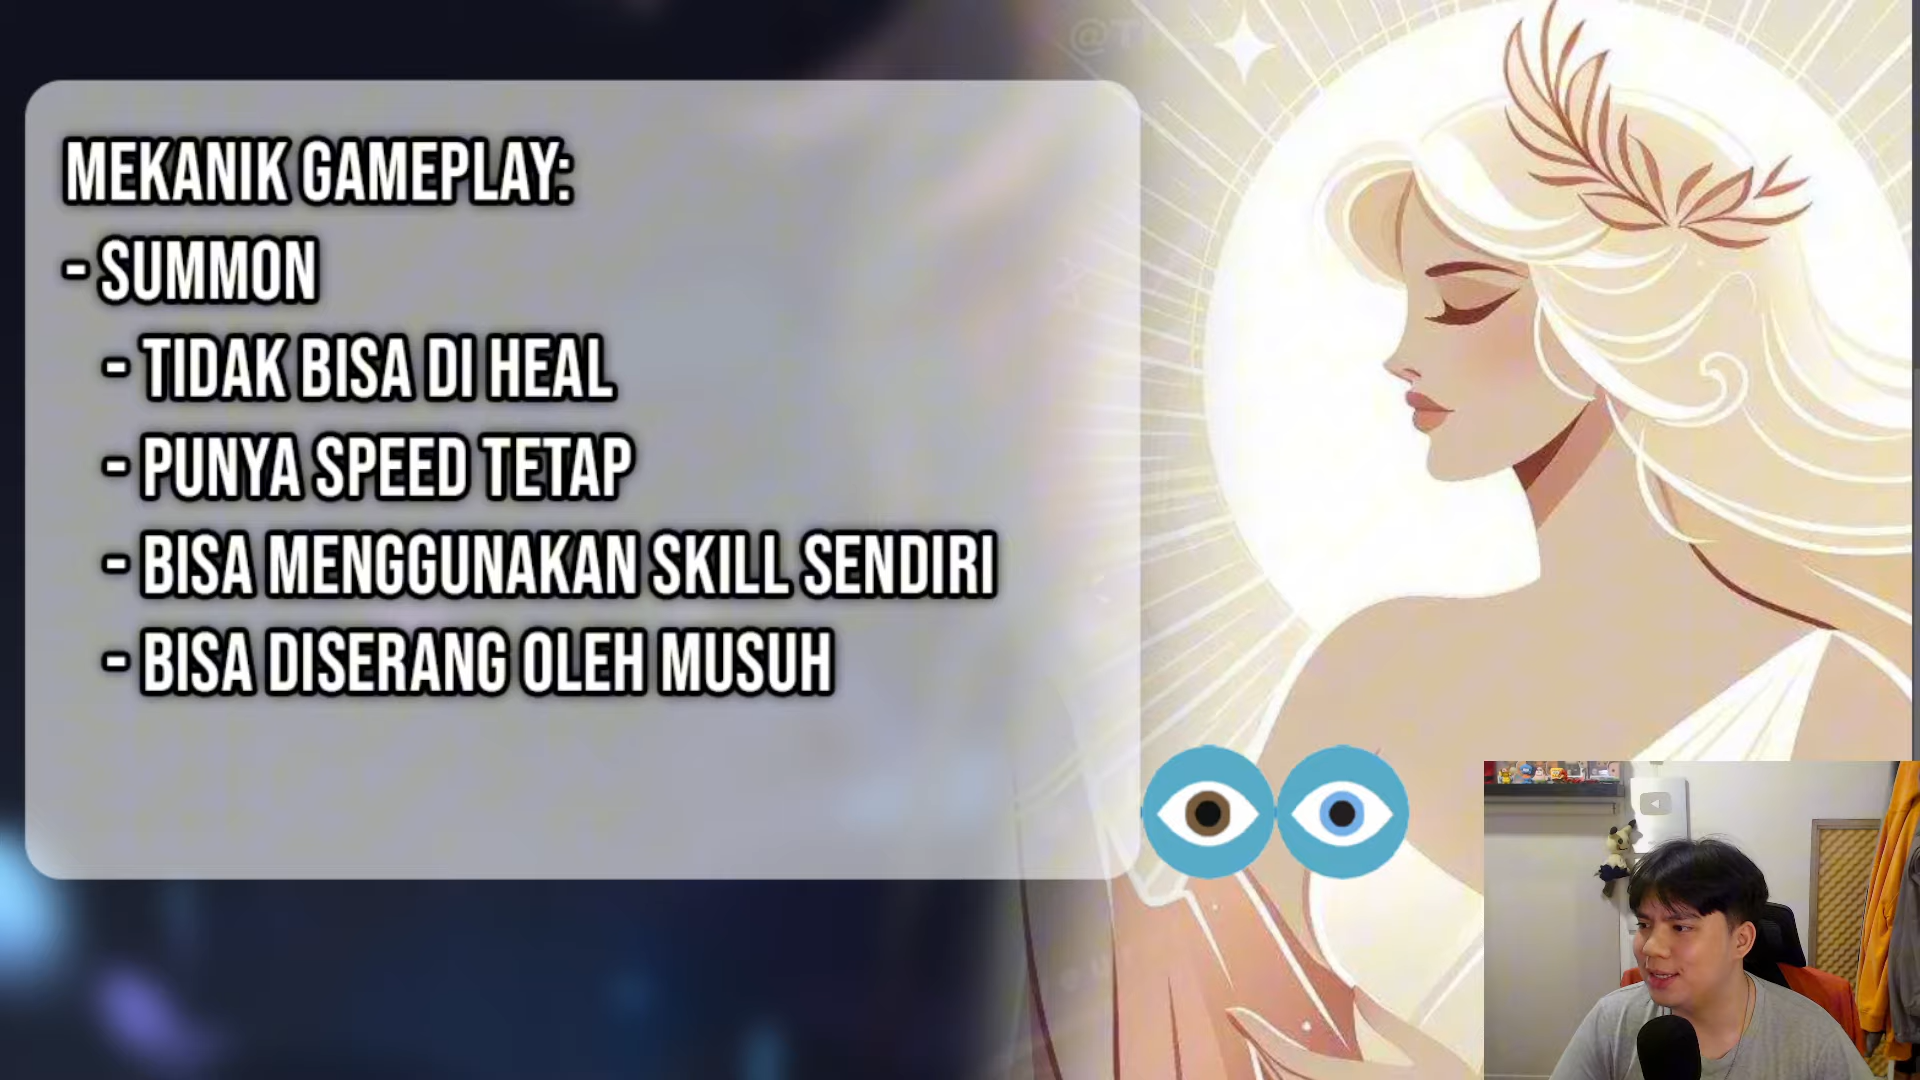 @T
MEKANIK GAMEPLAY:
- SUMMON
- TIDAK BISA DI HEAL
- PUNYA SPEED TETAP
- BISA MENGGUNAKAN SKILL SENDIRI
- BISA DISERANG OLEH MUSUH